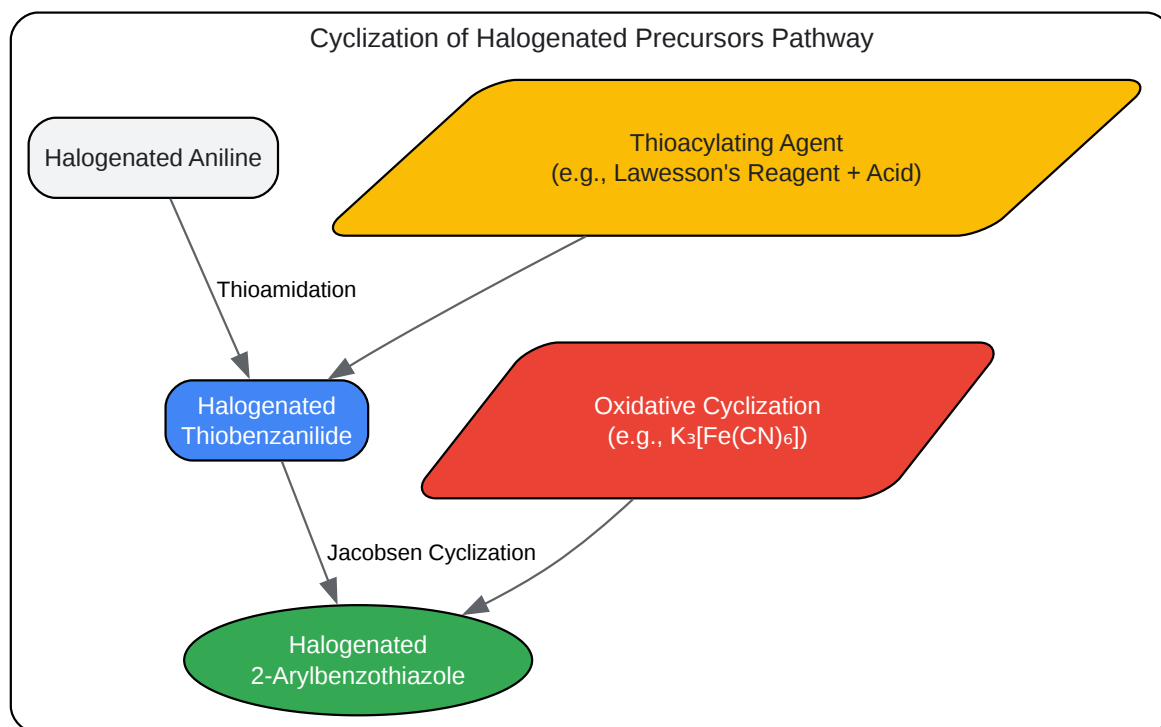 Cyclization of Halogenated Precursors Pathway
Halogenated Aniline
Thioacylating Agent
(e.g., Lawesson's Reagent + Acid)
Thioamidation
Halogenated
Thiobenzanilide
Oxidative Cyclization
(e.g., K₃[Fe(CN)₆])
Jacobsen Cyclization
Halogenated
2-Arylbenzothiazole